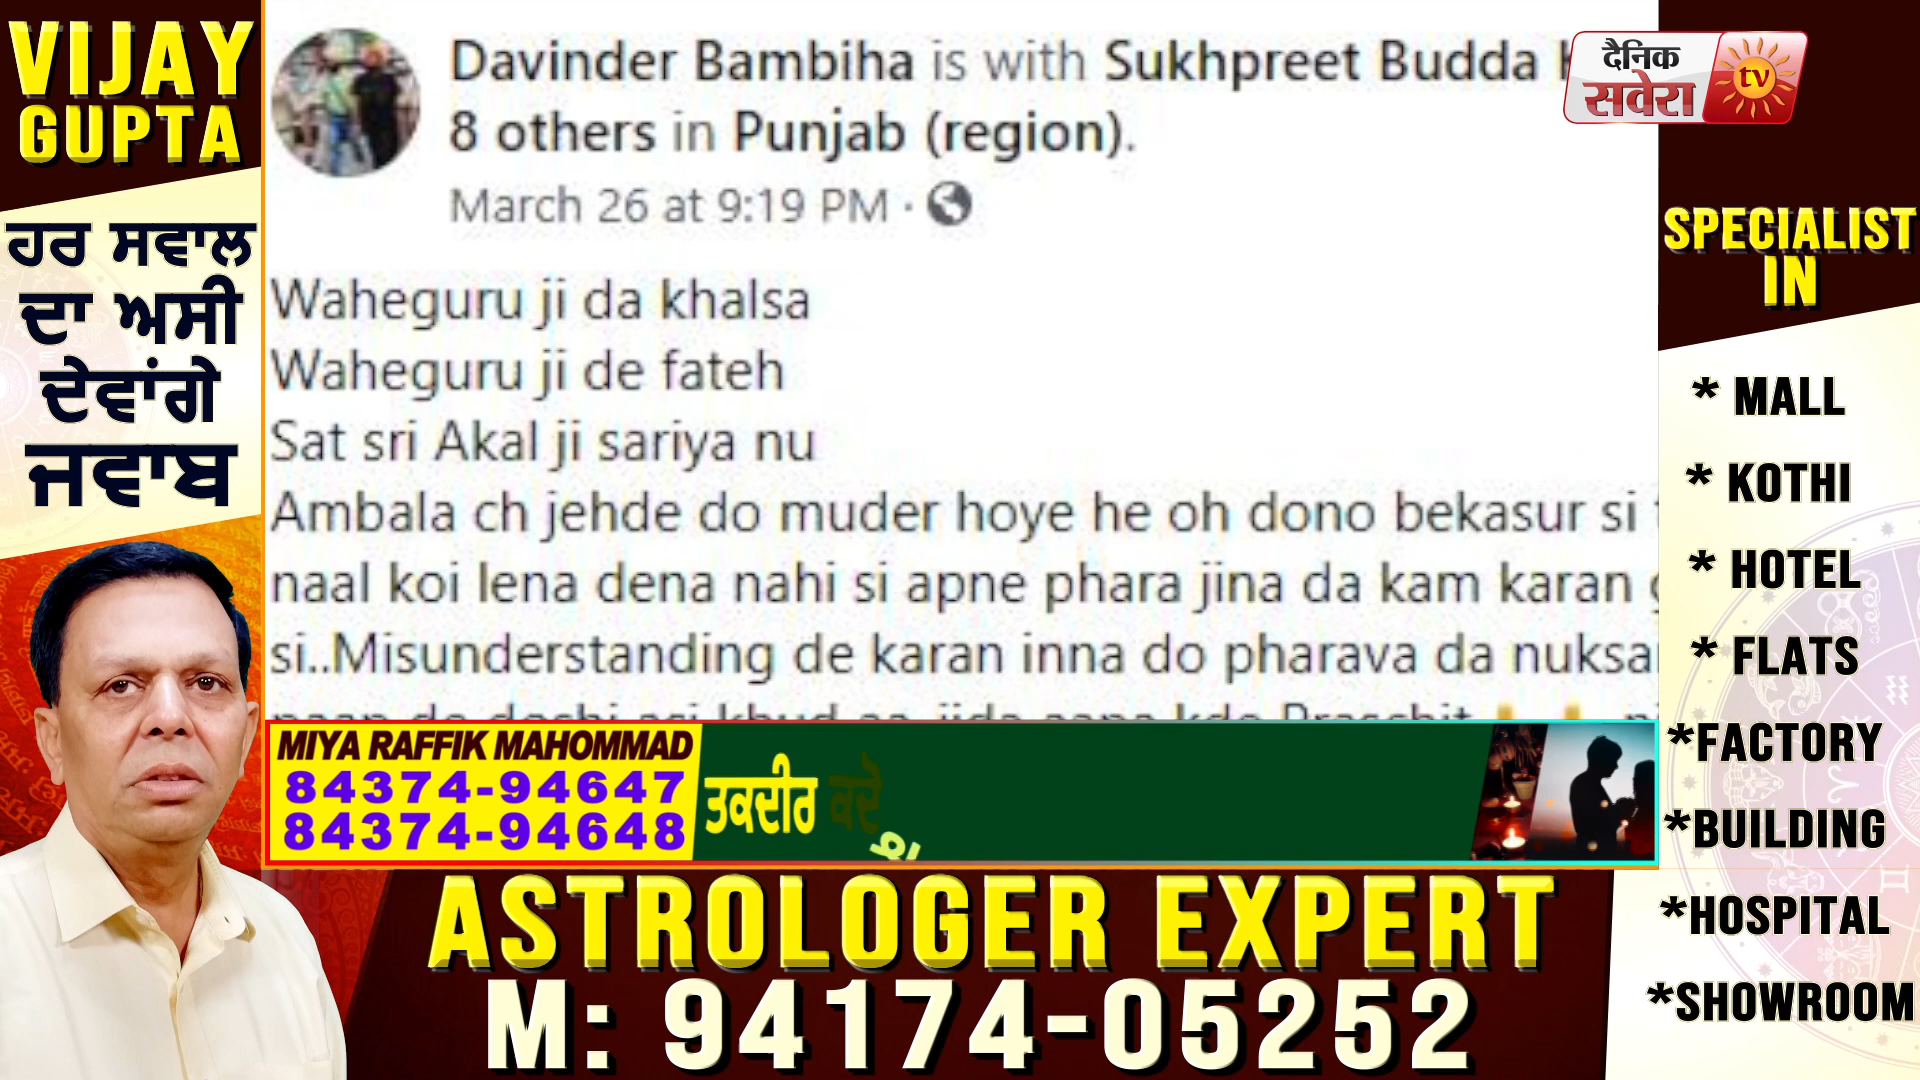 VIJAY
GUPTA
ਹਰ ਸਵਾਲ
ਦਾ ਅਸੀ
ਦੇਵਾਂਗੇ
ਜਵਾਬ
Davinder Bambiha is with Sukhpreet Budda
8 others in Punjab (region).
March 26 at 9:19 PM ·
Waheguru ji da khalsa
Waheguru ji de fateh
Sat sri Akal ji sariya nu
Ambala ch jehde do muder hoye he oh dono bekasur si
naal koi lena dena nahi si apne phara jina da kam karan
si..Misunderstanding de karan inna do pharava da nuksa
दैनिक
सवेरा
tv
MIYA RAFFIK MAHOMMAD
84374-94647
84374-94648
ਤਕਦੀਰ ਕਦੇ
ASTROLOGER EXPERT
M: 94174-05252
SPECIALIST
IN
* MALL
* KOTHI
* HOTEL
* FLATS
*FACTORY
*BUILDING
*HOSPITAL
*SHOWROOM